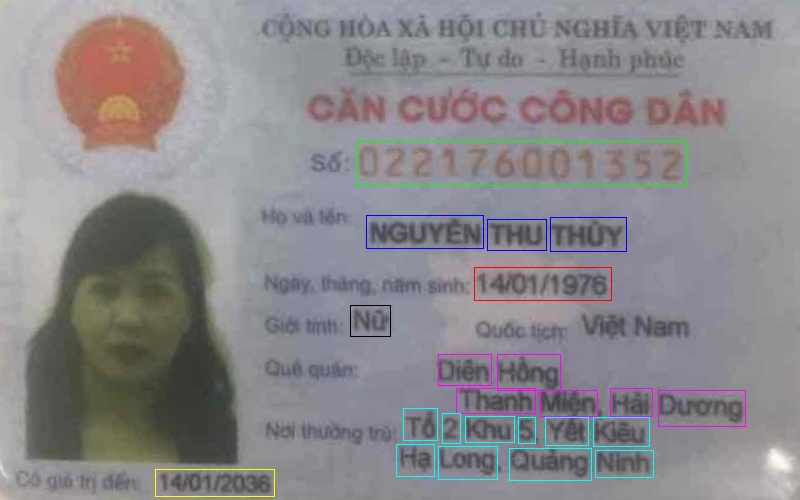 CỘNG HÒA XÃ HỘI CHỦ NGHĨA VIỆT NAM
Độc lập - Tự do - Hạnh phúc
CĂN CƯỚC CÔNG DÂN
Số: 022176001352
Họ và tên: NGUYỄN THU THỦY
Ngày, tháng, năm sinh: 14/01/1976
Giới tính: Nữ Quốc tịch: Việt Nam
Quê quán: Diên Hồng
Thanh Miện, Hải Dương
Nơi thường trú: Tổ 2 Khu 5, Yết Kiêu
Hạ Long, Quảng Ninh
Có giá trị đến: 14/01/2036